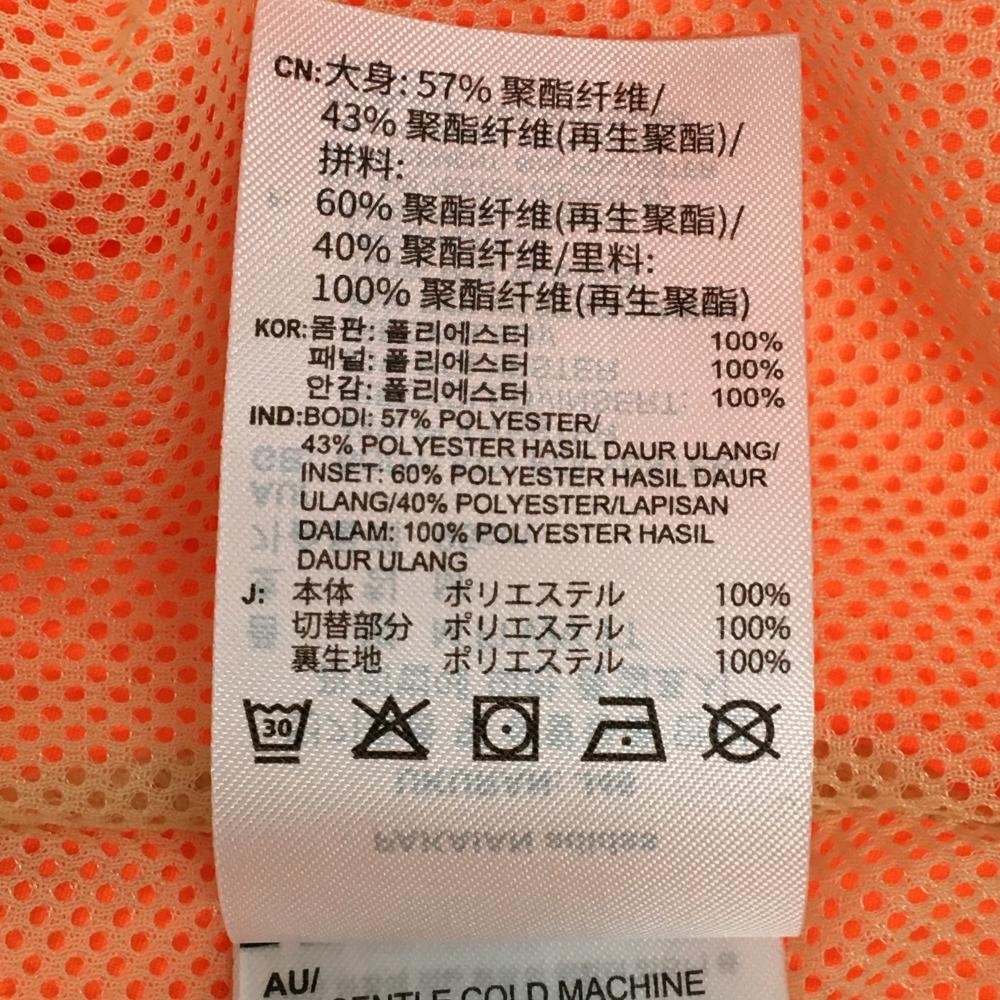 CN:大身: 57% 聚酯纤维/
43% 聚酯纤维(再生聚酯)/
拼料:
60% 聚酯纤维(再生聚酯)/
40% 聚酯纤维/里料:
100% 聚酯纤维(再生聚酯)
KOR:몸판: 폴리에스터 100%
패널: 폴리에스터 100%
안감: 폴리에스터 100%
IND:BODI: 57% POLYESTER/
43% POLYESTER HASIL DAUR ULANG/
INSET: 60% POLYESTER HASIL DAUR
ULANG/40% POLYESTER/LAPISAN
DALAM: 100% POLYESTER HASIL
DAUR ULANG
J: 本体 ポリエステル 100%
切替部分 ポリエステル 100%
裏生地 ポリエステル 100%
30
UKURAN:
PAKAIAN adidas
AU/
GENTLE COLD MACHINE